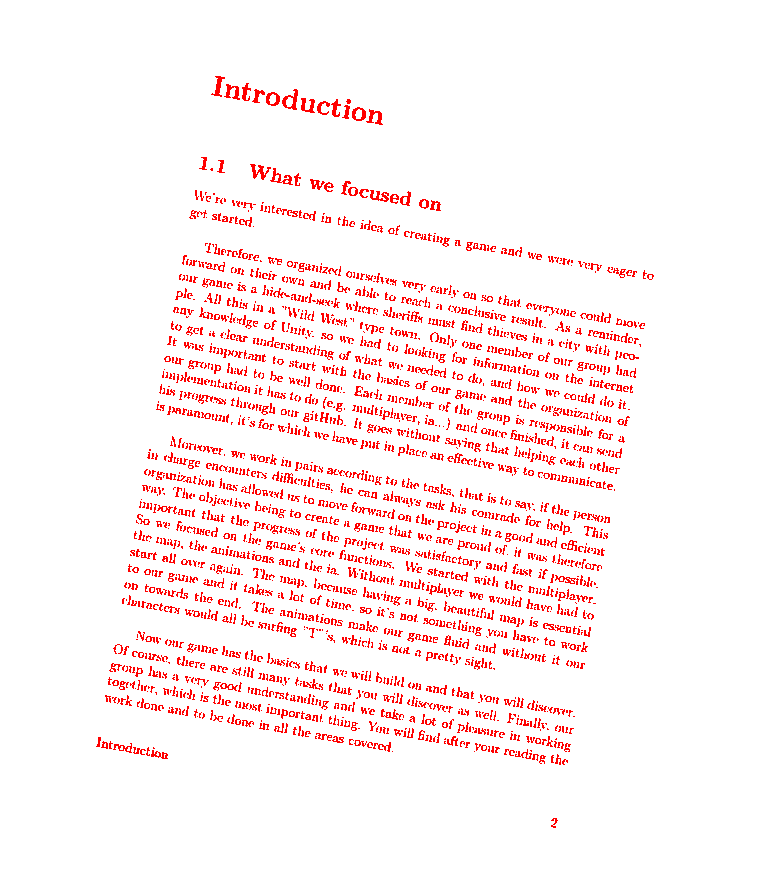 Introduction
1.1 What we focused on
We're very interested in the idea of creating a game and we were very eager to
get started.
Therefore, we organized ourselves very early on so that everyone could move
forward on their own and be able to reach a conclusive result. As a reminder,
our game is a hide-and-seek where sheriffs must find thieves in a city with peo-
ple. All this in a "Wild West" type town. Only one member of our group had
any knowledge of Unity, so we had to looking for information on the internet
to get a clear understanding of what we needed to do, and how we could do it.
It was important to start with the basics of our game and the organization of
our group had to be well done. Each member of the group is responsible for a
implementation it has to do (e.g. multiplayer, ia...) and once finished, it can send
his progress through our gitHub. It goes without saying that helping each other
is paramount, it's for which we have put in place an effective way to communicate.
Moreover, we work in pairs according to the tasks, that is to say, if the person
in charge encounters difficulties, he can always ask his comrade for help. This
organization has allowed us to move forward on the project in a good and efficient
way. The objective being to create a game that we are proud of, it was therefore
important that the progress of the project was satisfactory and fast if possible.
So we focused on the game's core functions. We started with the multiplayer,
the map, the animations and the ia. Without multiplayer we would have had to
start all over again. The map, because having a big, beautiful map is essential
to our game and it takes a lot of time, so it's not something you have to work
on towards the end. The animations make our game fluid and without it our
characters would all be surfing "T"'s, which is not a pretty sight.
Now our game has the basics that we will build on and that you will discover.
Of course, there are still many tasks that you will discover as well. Finally, our
group has a very good understanding and we take a lot of pleasure in working
together, which is the most important thing. You will find after your reading the
work done and to be done in all the areas covered.
Introduction
2